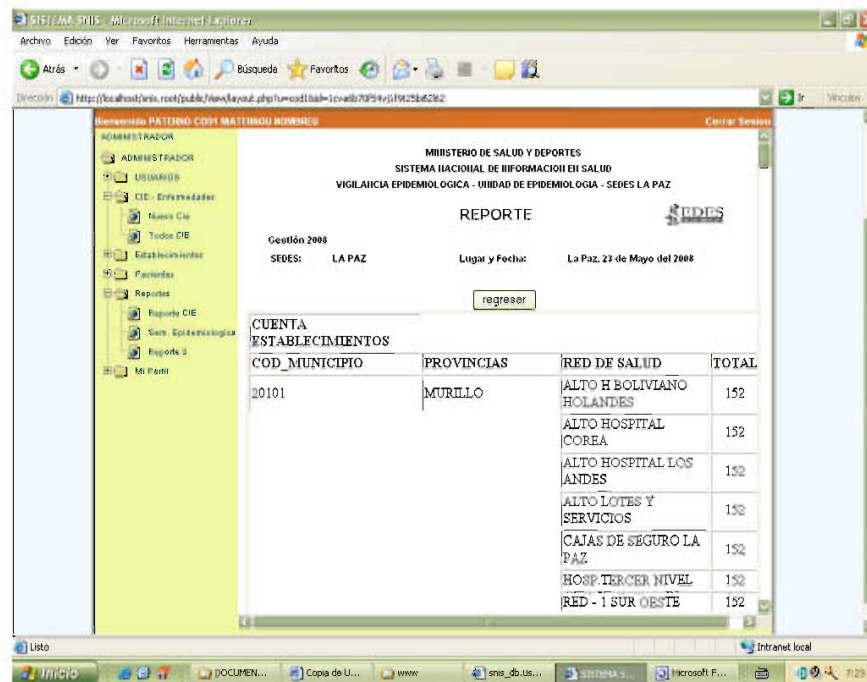 SISTEMA SNIS - Microsoft Internet Explorer
Archivo Edición Ver Favoritos Herramientas Ayuda
Atrás Búsqueda Favoritos
Dirección Ir Vínculos
Bienvenido PATERNO COD1 Cerrar Sesion
ADMINISTRADOR
ADMINISTRADOR
USUARIOS
CIE - Enfermedades
Nuevo Cie
Todos CIE
Establecimientos
Pacientes
Reportes
Reporte CIE
Sem. Epidemiologica
Reporte 3
Mi Perfil
MINISTERIO DE SALUD Y DEPORTES
SISTEMA NACIONAL DE INFORMACION EN SALUD
VIGILANCIA EPIDEMIOLOGICA - UNIDAD DE EPIDEMIOLOGIA - SEDES LA PAZ
REPORTE
SEDES
Gestión 2008
SEDES: LA PAZ Lugar y Fecha: La Paz, 23 de Mayo del 2008
regresar
CUENTA
ESTABLECIMIENTOS
COD_MUNICIPIO PROVINCIAS RED DE SALUD TOTAL
20101 MURILLO ALTO H BOLIVIANO HOLANDES 152
ALTO HOSPITAL COREA 152
ALTO HOSPITAL LOS ANDES 152
ALTO LOTES Y SERVICIOS 152
CAJAS DE SEGURO LA PAZ 152
HOSP.TERCER NIVEL 152
RED - 1 SUR OESTE 152
Listo Intranet local
Inicio DOCUMEN... Copia de U... www snis_db.us... SISTEMA S... Microsoft F...